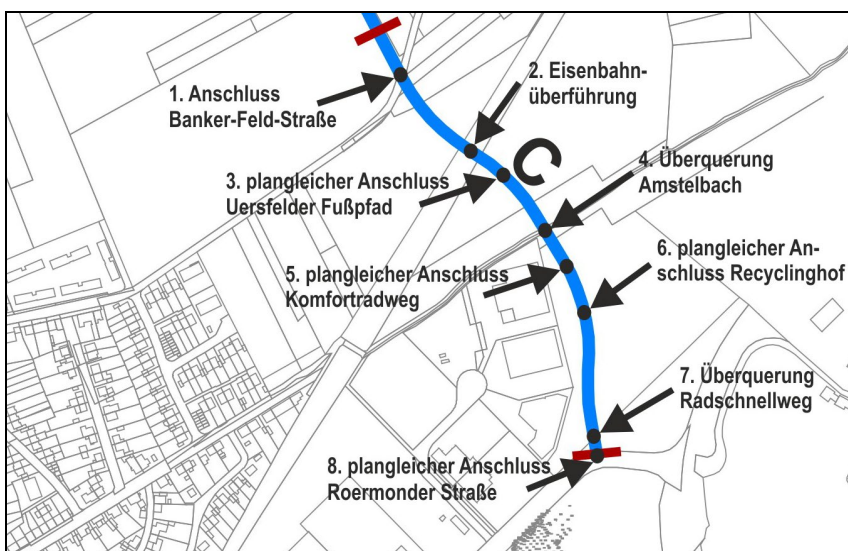 1. Anschluss
Banker-Feld-Straße
2. Eisenbahn-
überführung
C
3. plangleicher Anschluss
Uersfelder Fußpfad
4. Überquerung
Amstelbach
5. plangleicher Anschluss
Komfortradweg
6. plangleicher An-
schluss Recyclinghof
7. Überquerung
Radschnellweg
8. plangleicher Anschluss
Roermonder Straße